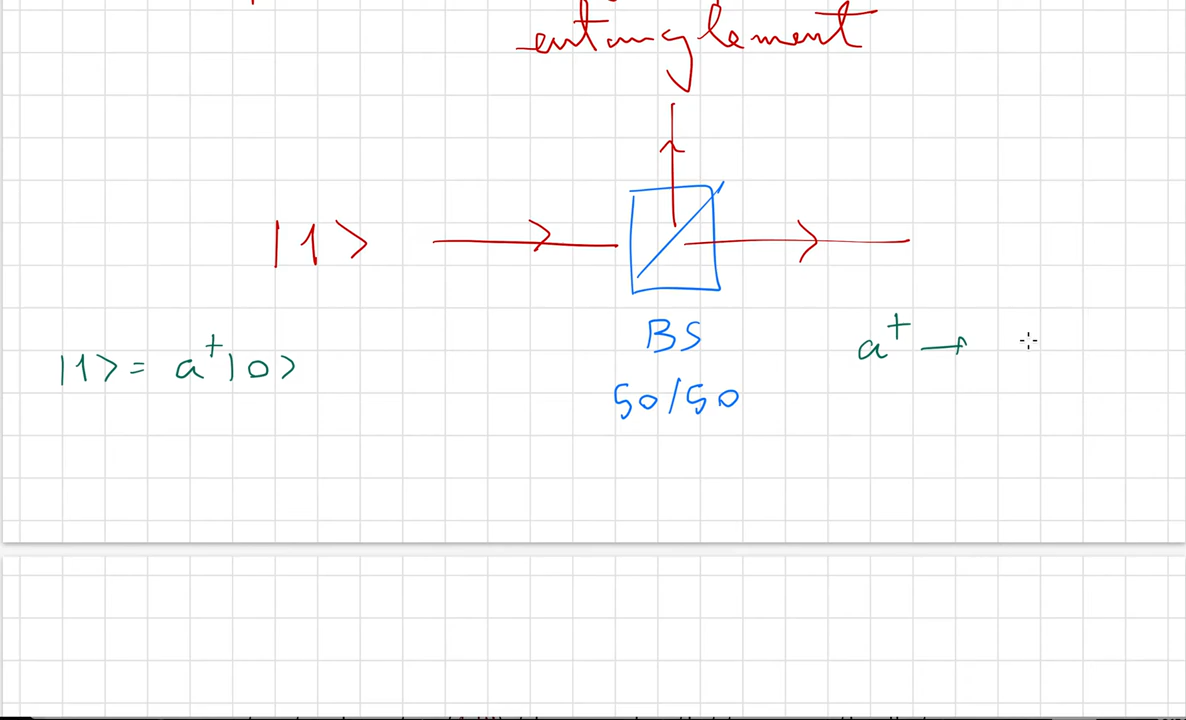 entanglement
|1>
BS
50/50
|1> = a†|0>
a† →